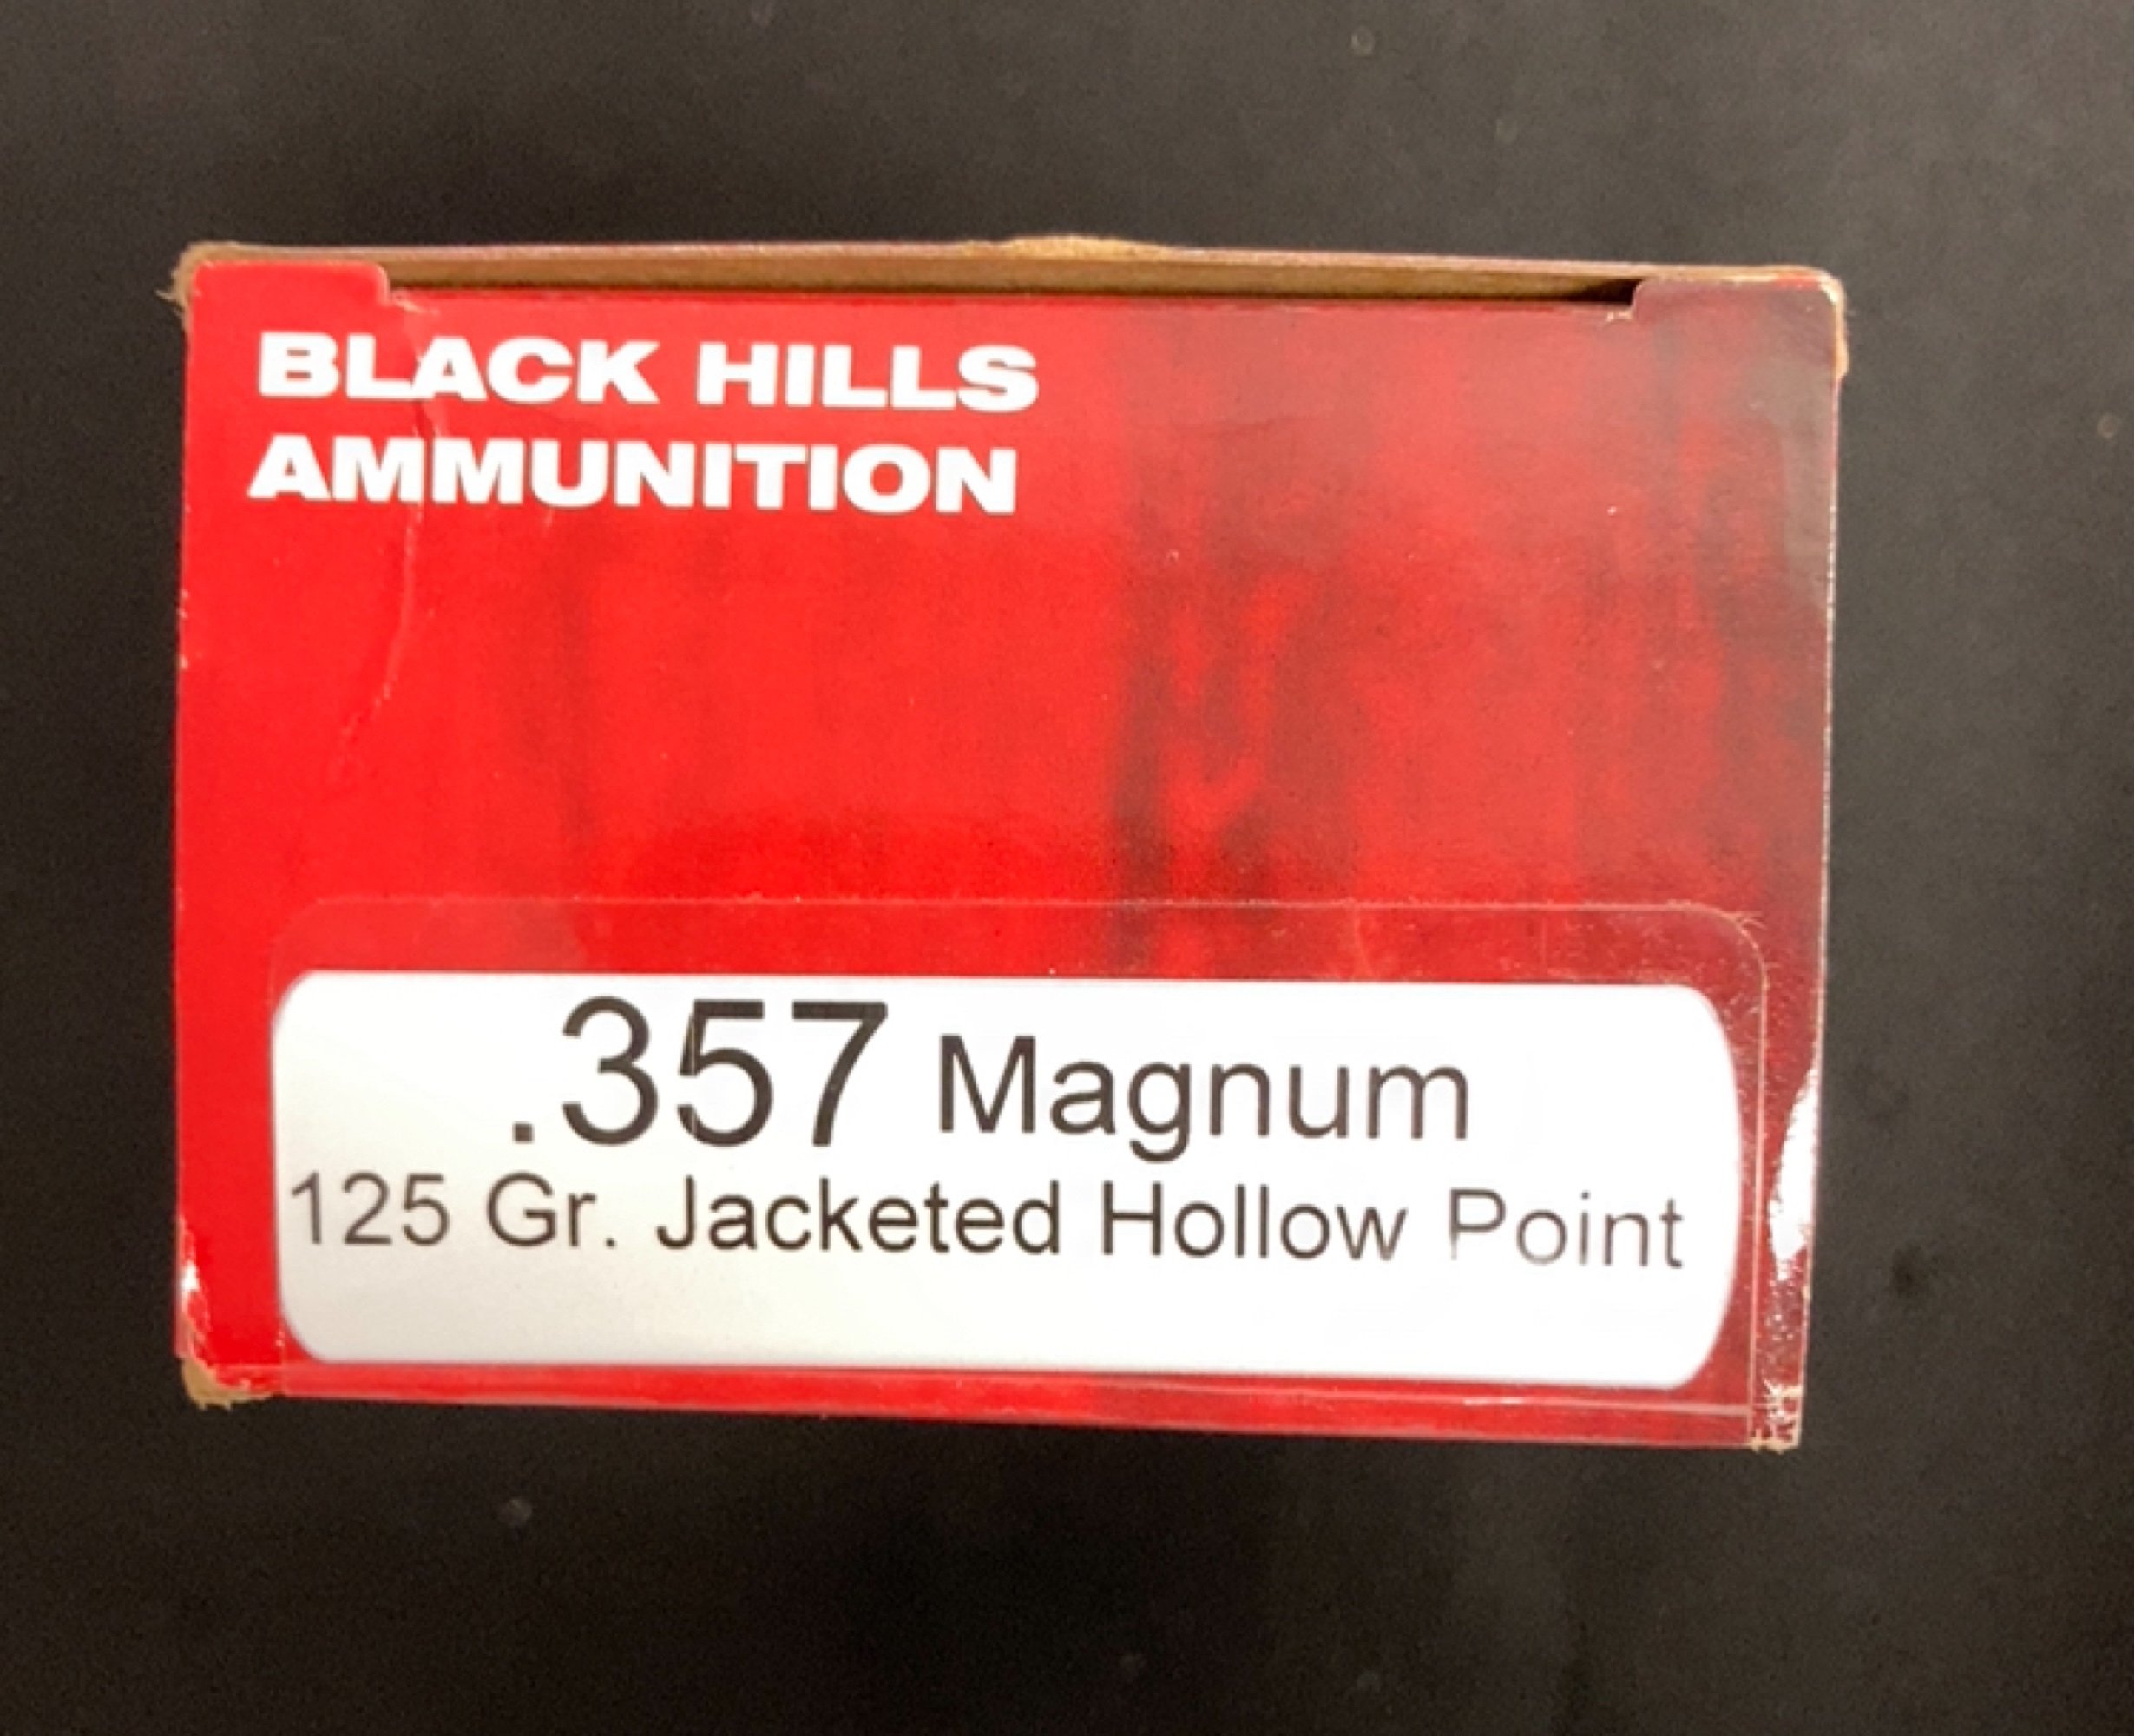 BLACK HILLS
AMMUNITION
.357 Magnum
125 Gr. Jacketed Hollow Point